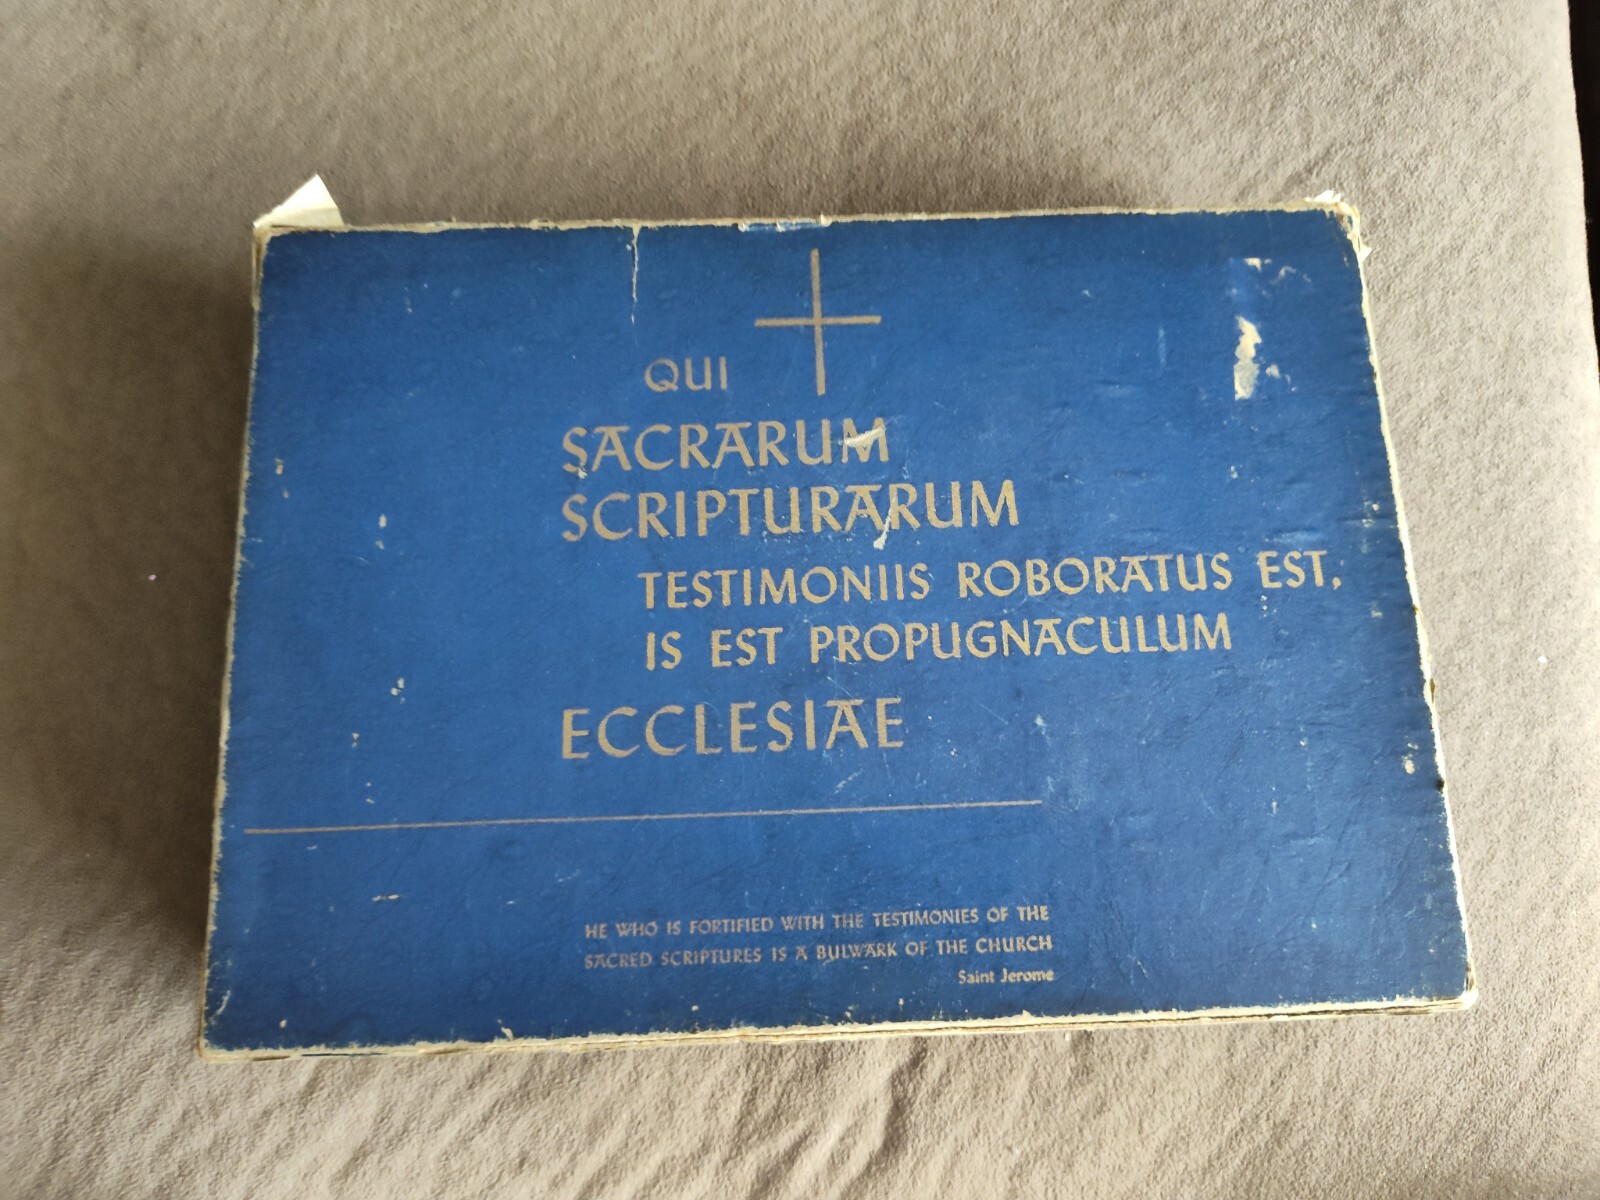 QUI
SACRARUM
SCRIPTURARUM
TESTIMONIIS ROBORATUS EST,
IS EST PROPUGNACULUM
ECCLESIAE
HE WHO IS FORTIFIED WITH THE TESTIMONIES OF THE
SACRED SCRIPTURES IS A BULWARK OF THE CHURCH
Saint Jerome